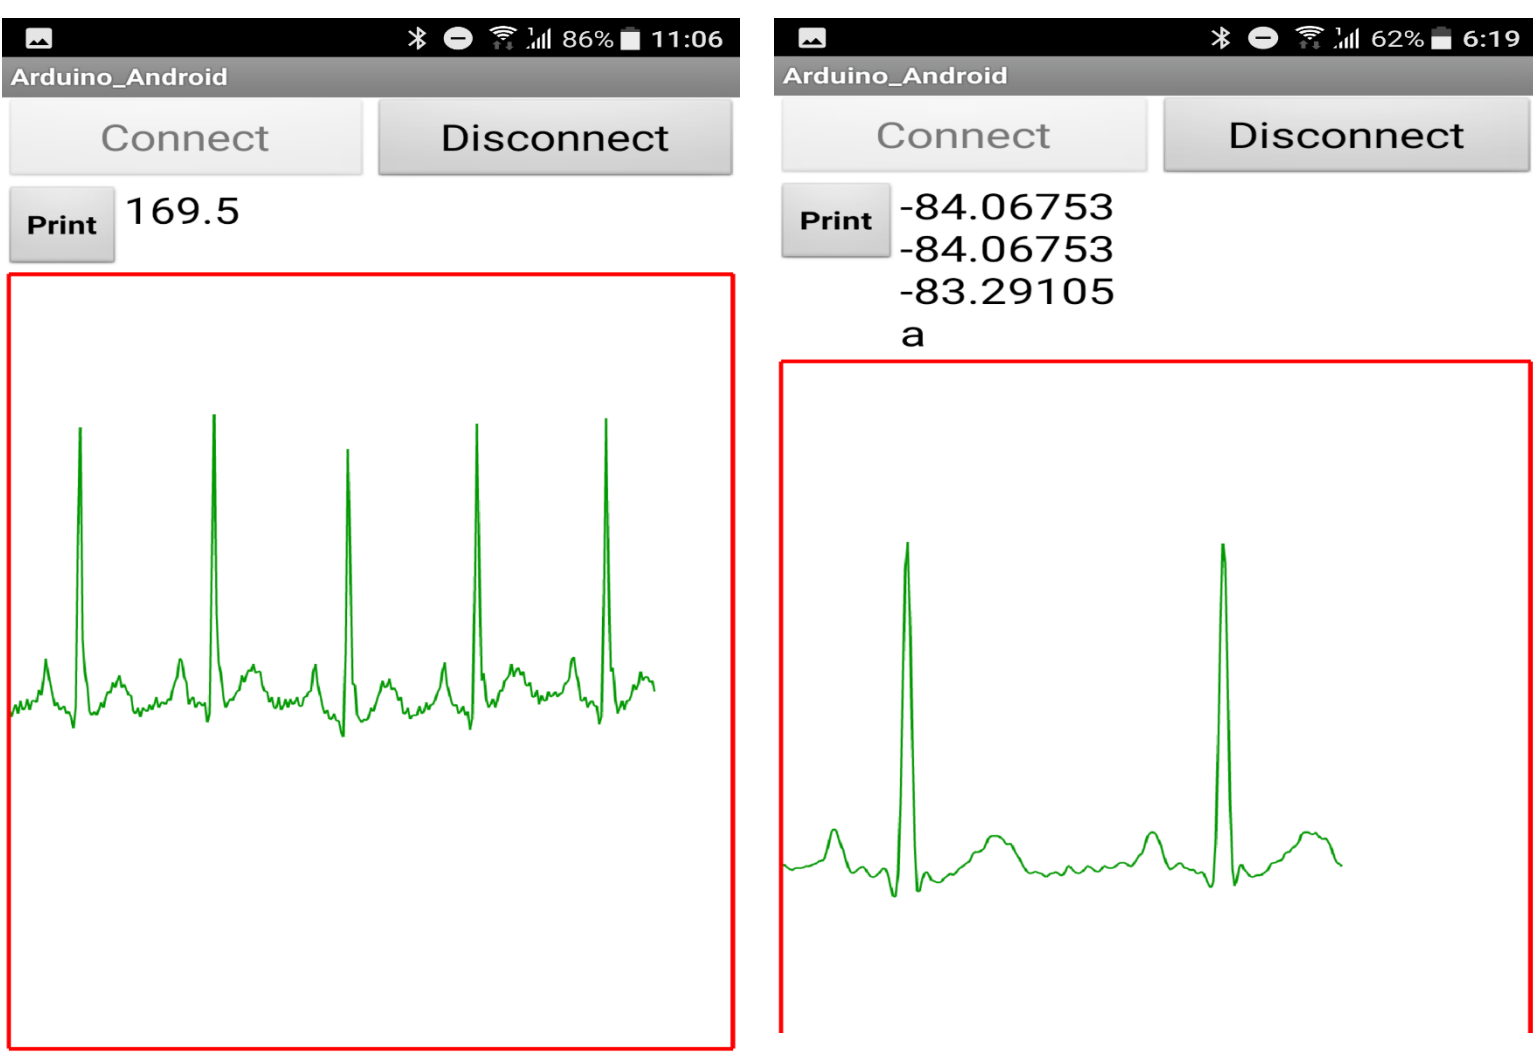 86% 11:06
Arduino_Android
Connect Disconnect
Print 169.5
62% 6:19
Arduino_Android
Connect Disconnect
Print -84.06753
-84.06753
-83.29105
a